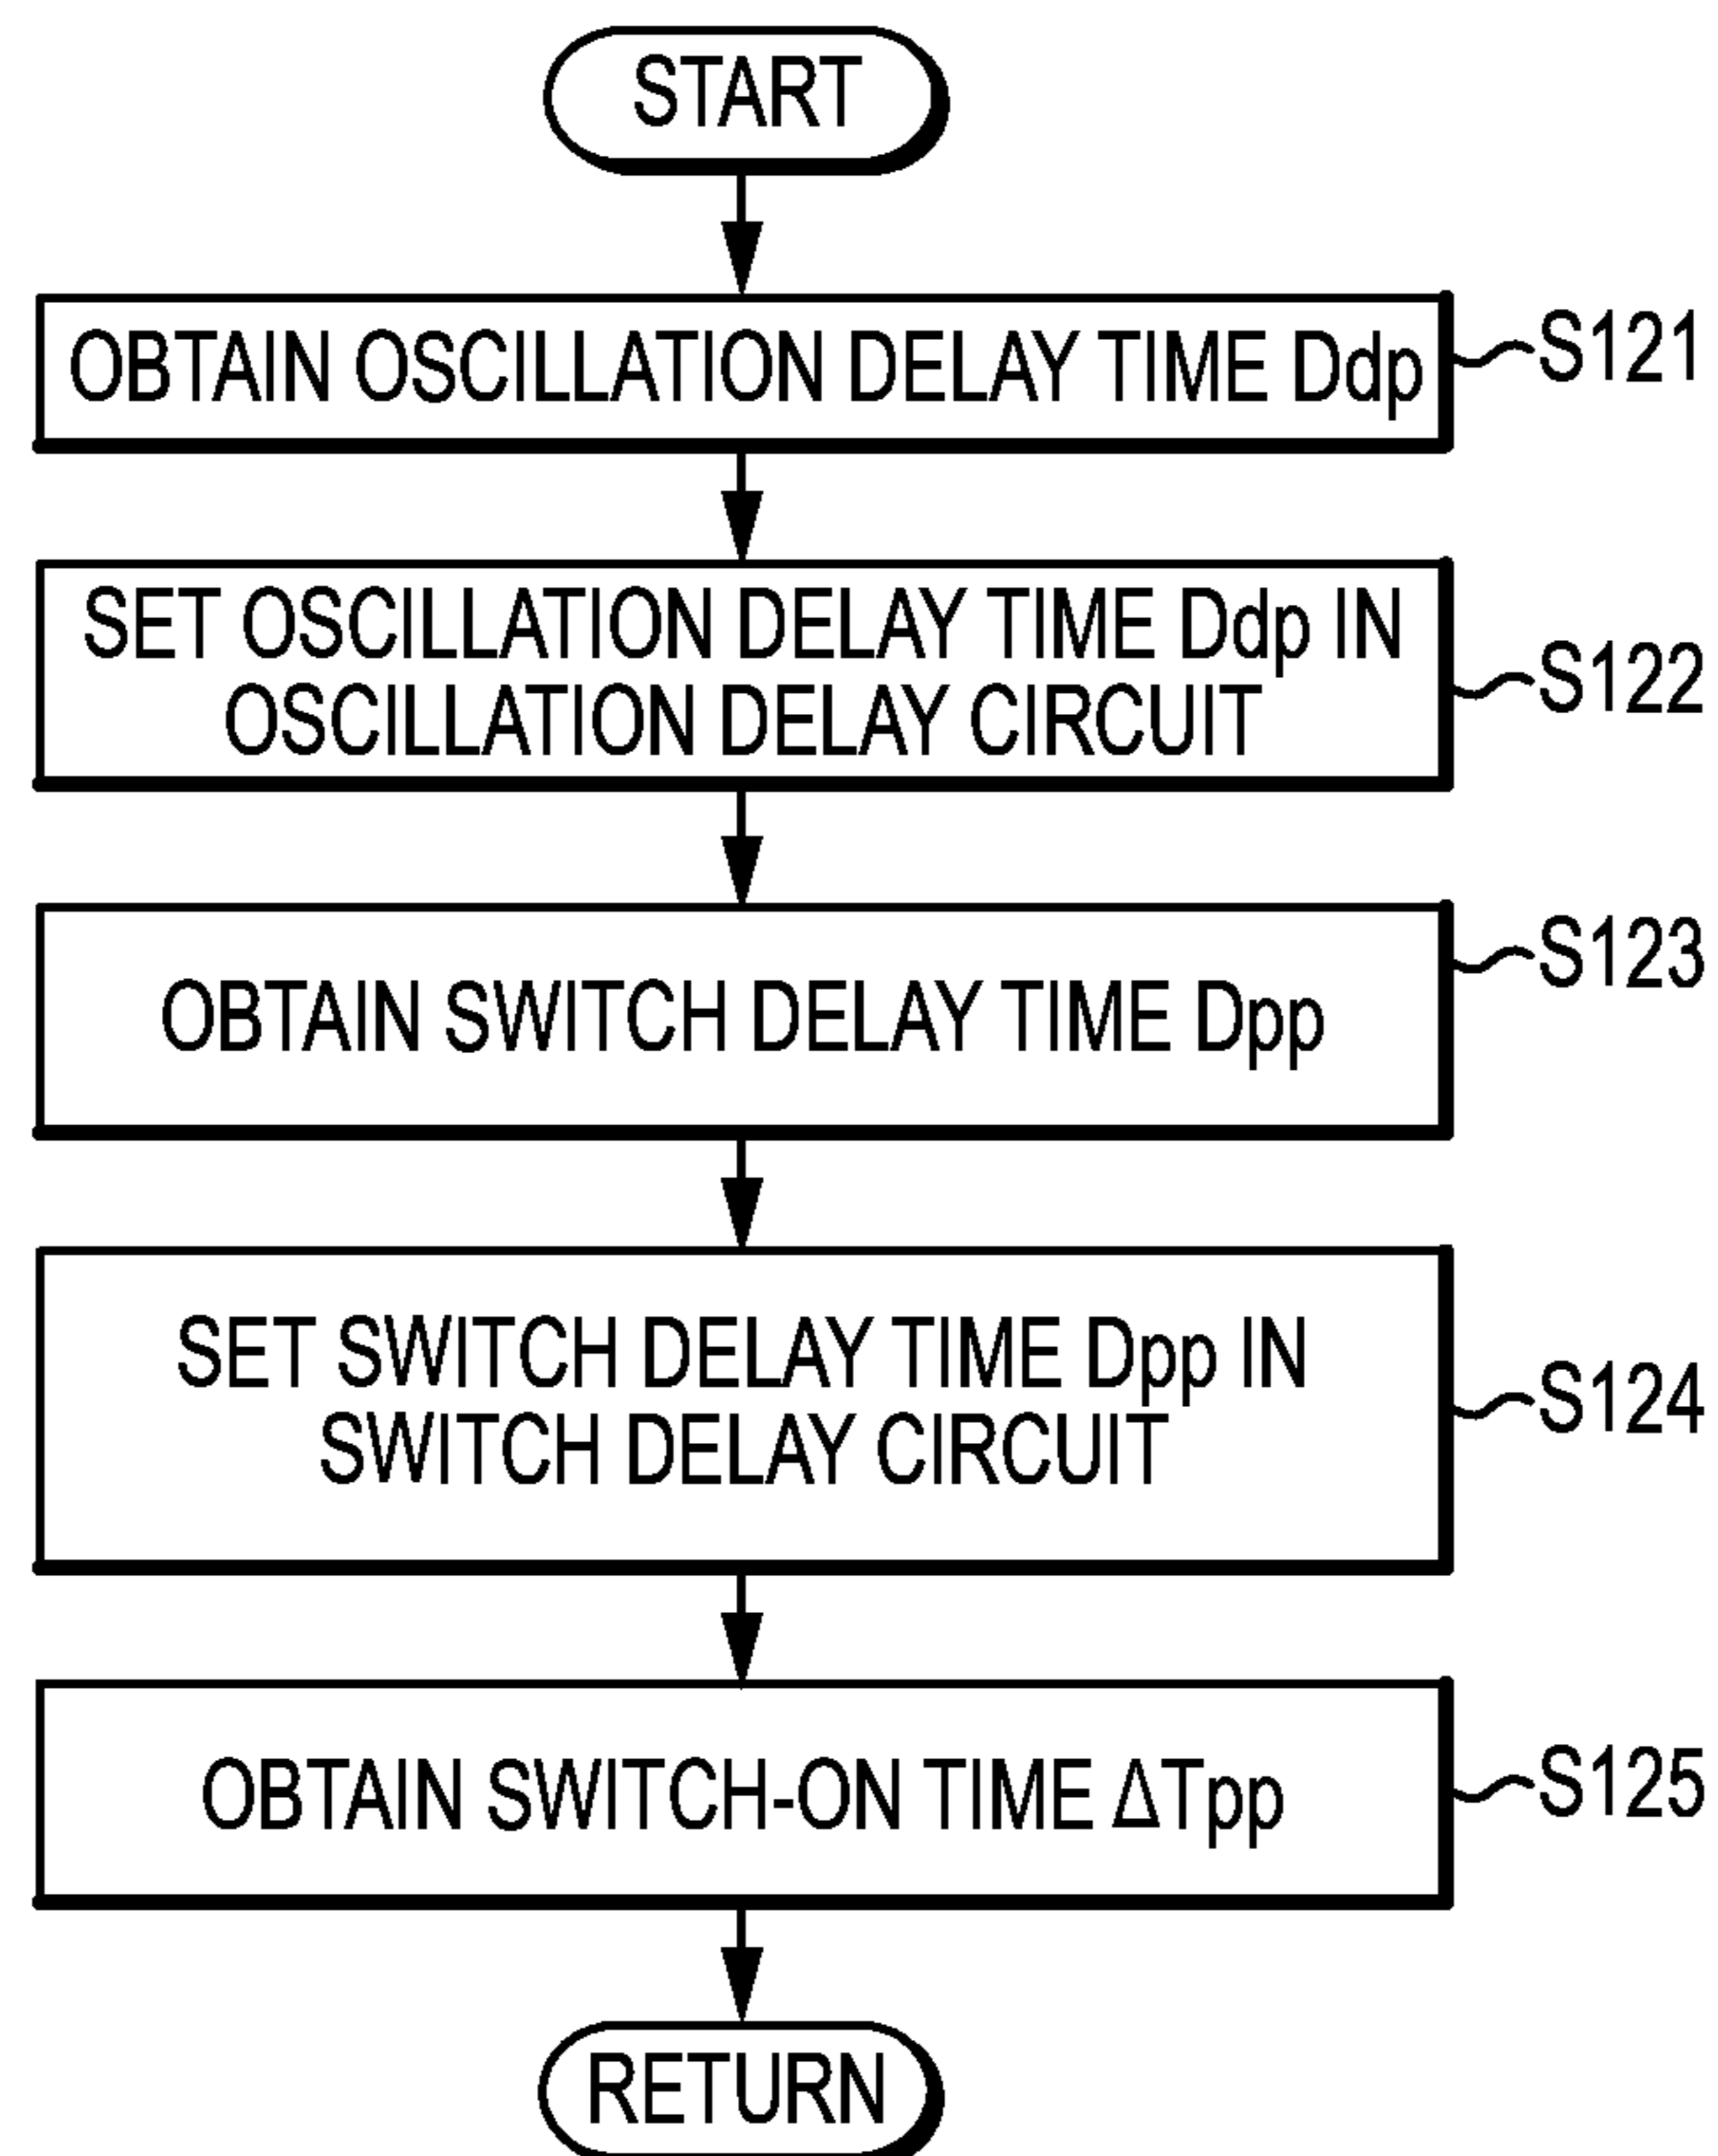 START
OBTAIN OSCILLATION DELAY TIME Ddp
S121
SET OSCILLATION DELAY TIME Ddp IN
OSCILLATION DELAY CIRCUIT
S122
OBTAIN SWITCH DELAY TIME Dpp
S123
SET SWITCH DELAY TIME Dpp IN
SWITCH DELAY CIRCUIT
S124
OBTAIN SWITCH-ON TIME ΔTpp
S125
RETURN